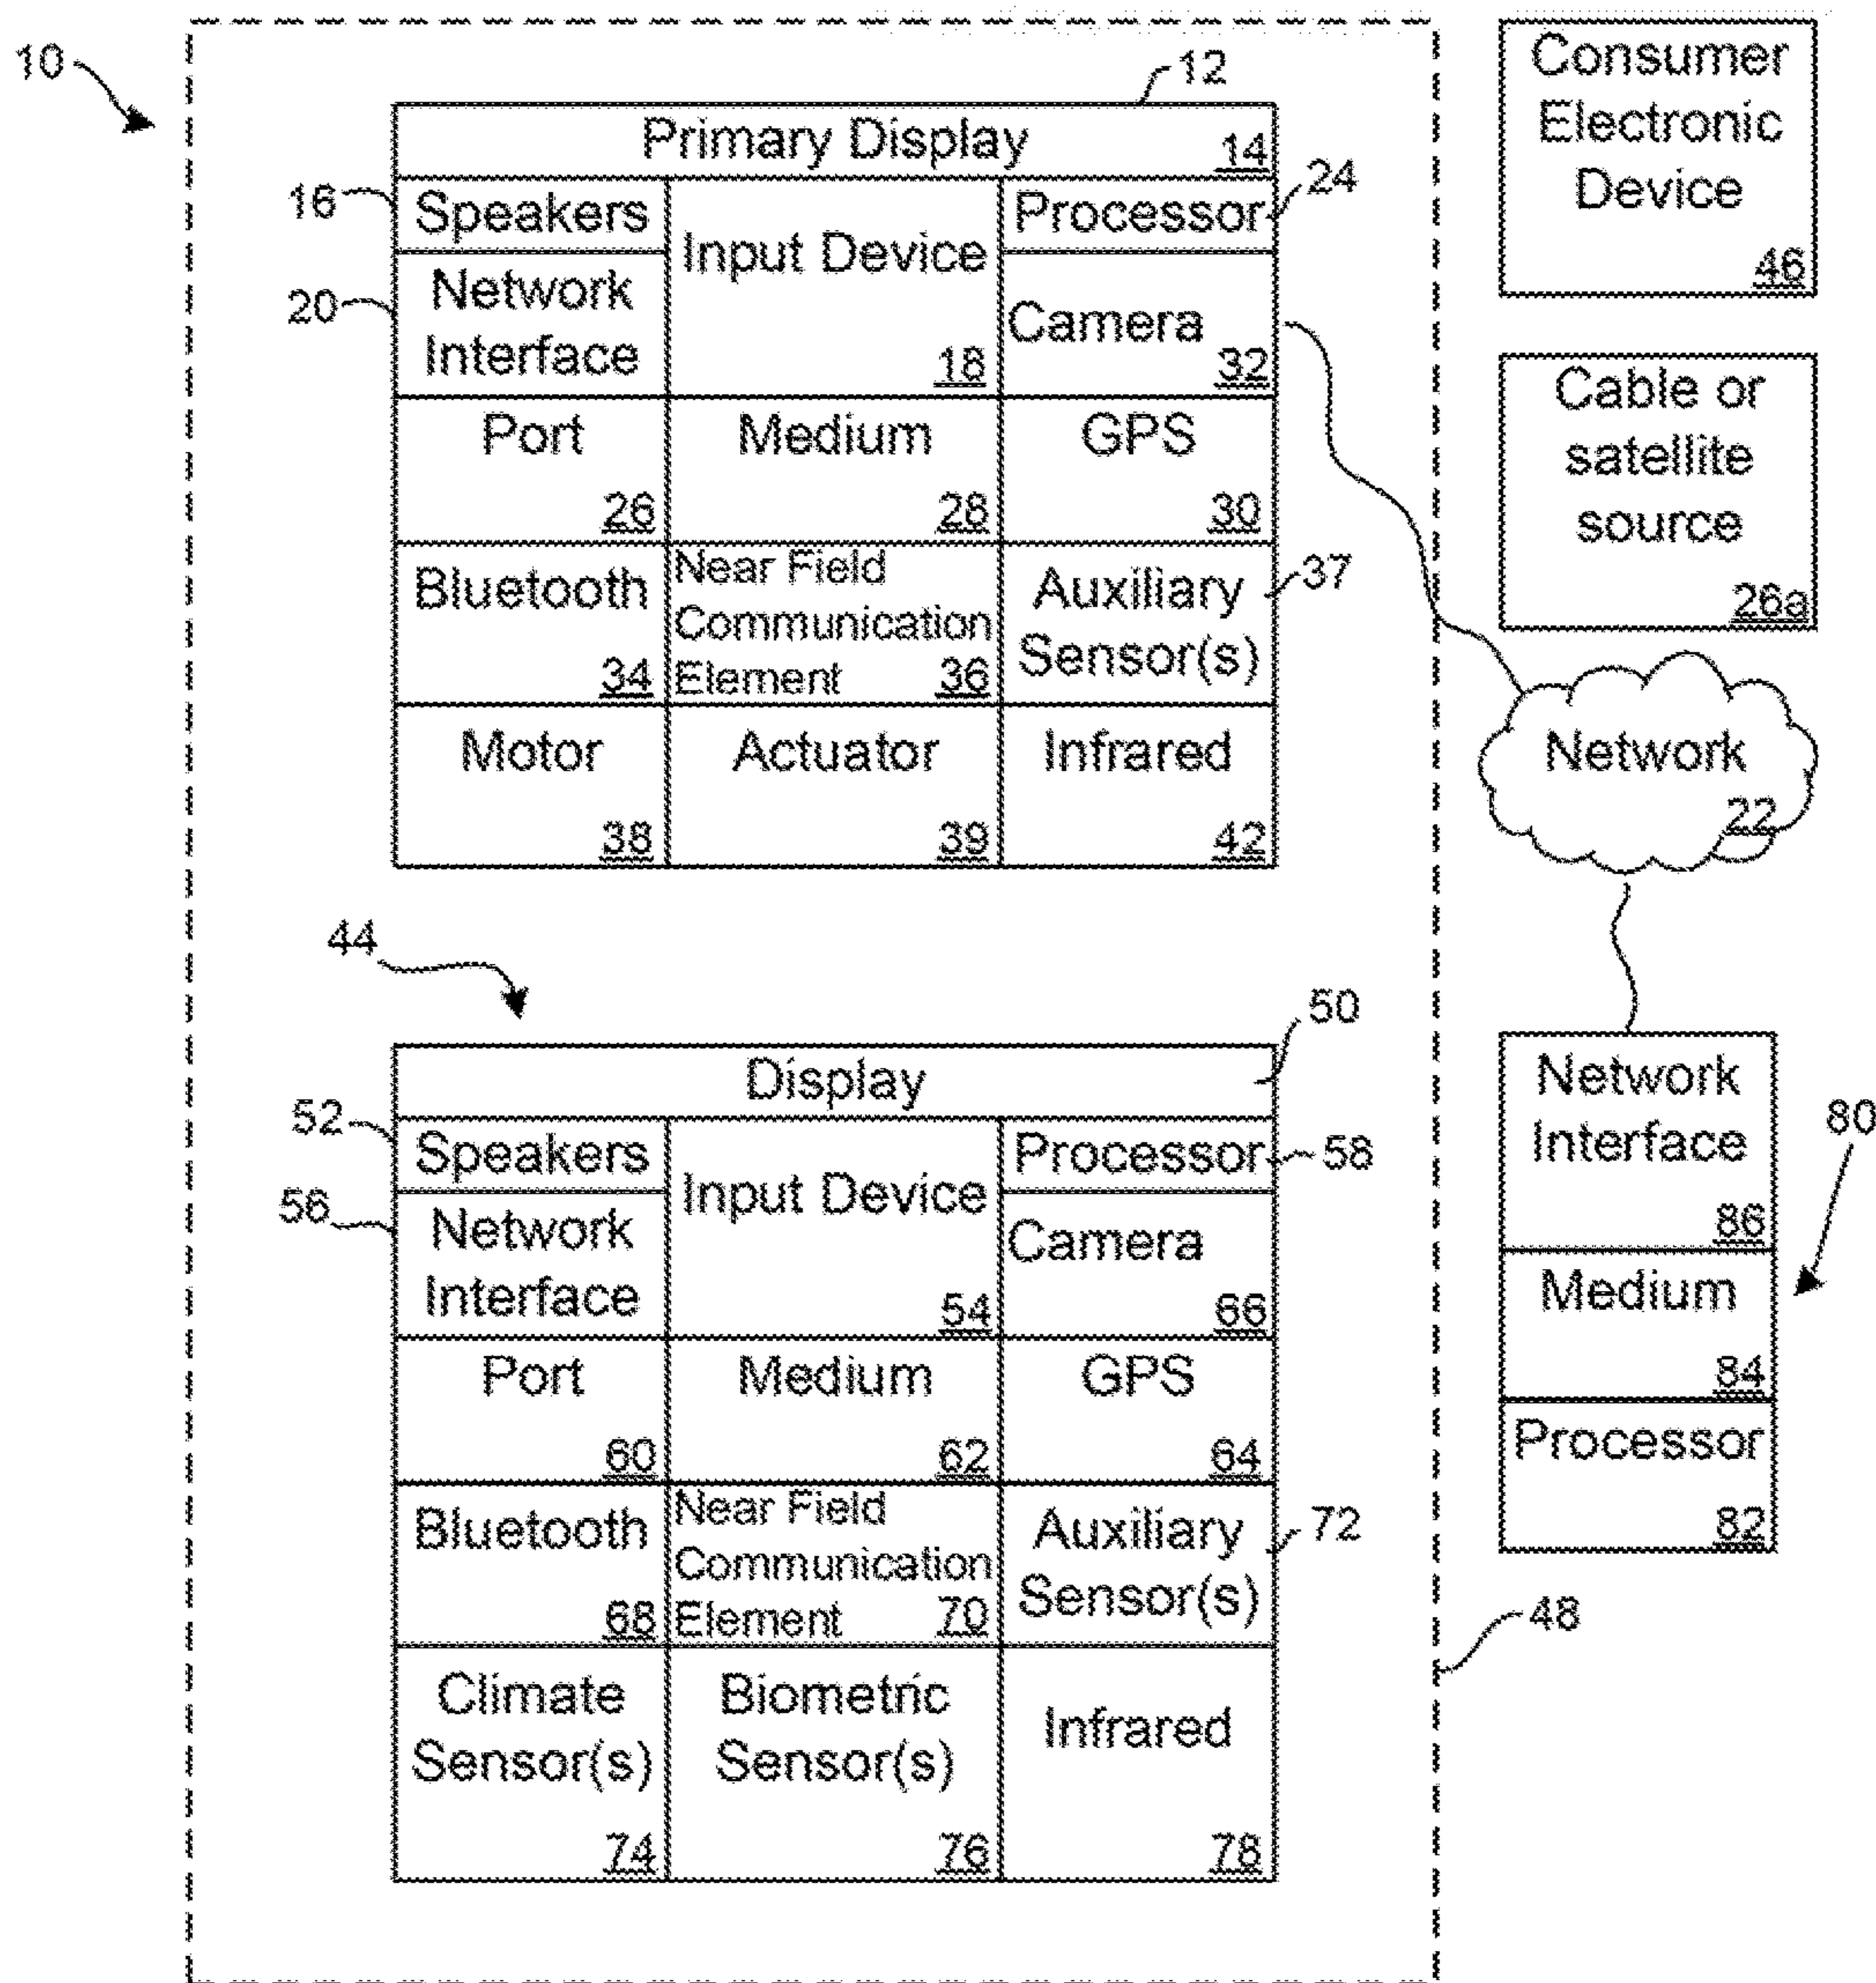 10
12
Primary Display
14
16
Speakers
Input Device
18
Processor
24
20
Network
Interface
Camera
32
Port
26
Medium
28
GPS
30
Bluetooth
34
Near Field
Communication
Element
36
Auxiliary
Sensor(s)
37
Motor
38
Actuator
39
Infrared
42
Consumer
Electronic
Device
46
Cable or
satellite
source
26a
Network
22
44
Display
50
52
Speakers
Input Device
54
Processor
58
56
Network
Interface
Camera
66
Port
60
Medium
62
GPS
64
Bluetooth
68
Near Field
Communication
Element
70
Auxiliary
Sensor(s)
72
Climate
Sensor(s)
74
Biometric
Sensor(s)
76
Infrared
78
Network
Interface
86
80
Medium
84
Processor
82
48